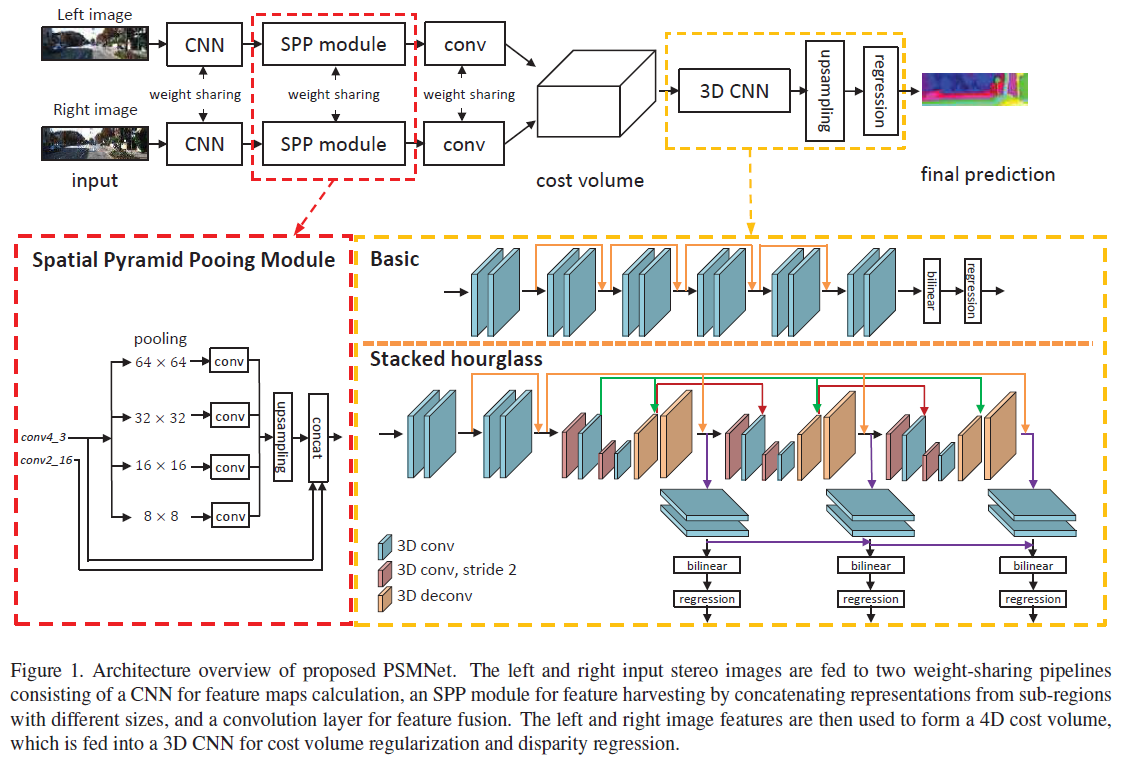 Left image
CNN
SPP module
conv
weight sharing
weight sharing
weight sharing
Right image
CNN
SPP module
conv
input
cost volume
3D CNN
upsampling
regression
final prediction
Spatial Pyramid Pooing Module
pooling
64 × 64
conv
32 × 32
conv
16 × 16
conv
8 × 8
conv
conv4_3
conv2_16
upsampling
concat
Basic
bilinear
regression
Stacked hourglass
3D conv
3D conv, stride 2
3D deconv
bilinear
bilinear
bilinear
regression
regression
regression
Figure 1. Architecture overview of proposed PSMNet. The left and right input stereo images are fed to two weight-sharing pipelines
consisting of a CNN for feature maps calculation, an SPP module for feature harvesting by concatenating representations from sub-regions
with different sizes, and a convolution layer for feature fusion. The left and right image features are then used to form a 4D cost volume,
which is fed into a 3D CNN for cost volume regularization and disparity regression.